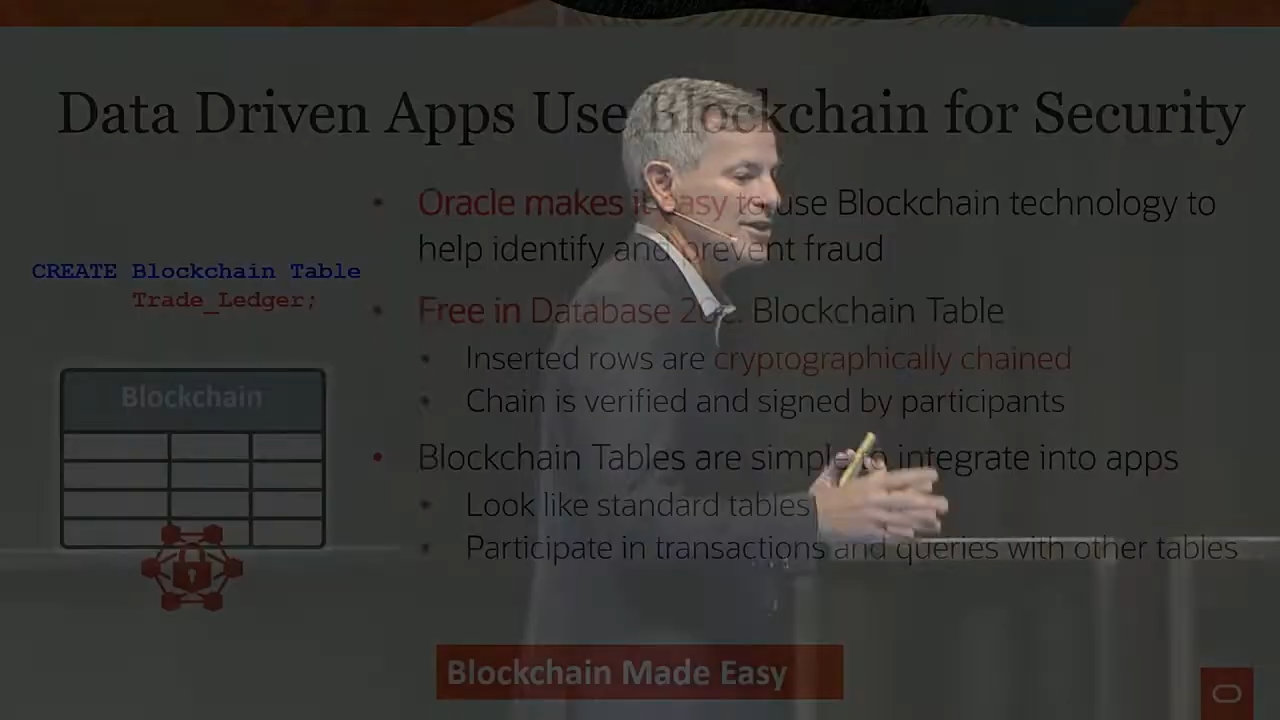 Data Driven Apps Use Blockchain for Security
CREATE Blockchain Table
Trade_Ledger;
Blockchain
• Oracle makes it easy to use Blockchain technology to
help identify and prevent fraud
• Free in Database 20c. Blockchain Table
• Inserted rows are cryptographically chained
• Chain is verified and signed by participants
• Blockchain Tables are simple to integrate into apps
• Look like standard tables
• Participate in transactions and queries with other tables
Blockchain Made Easy